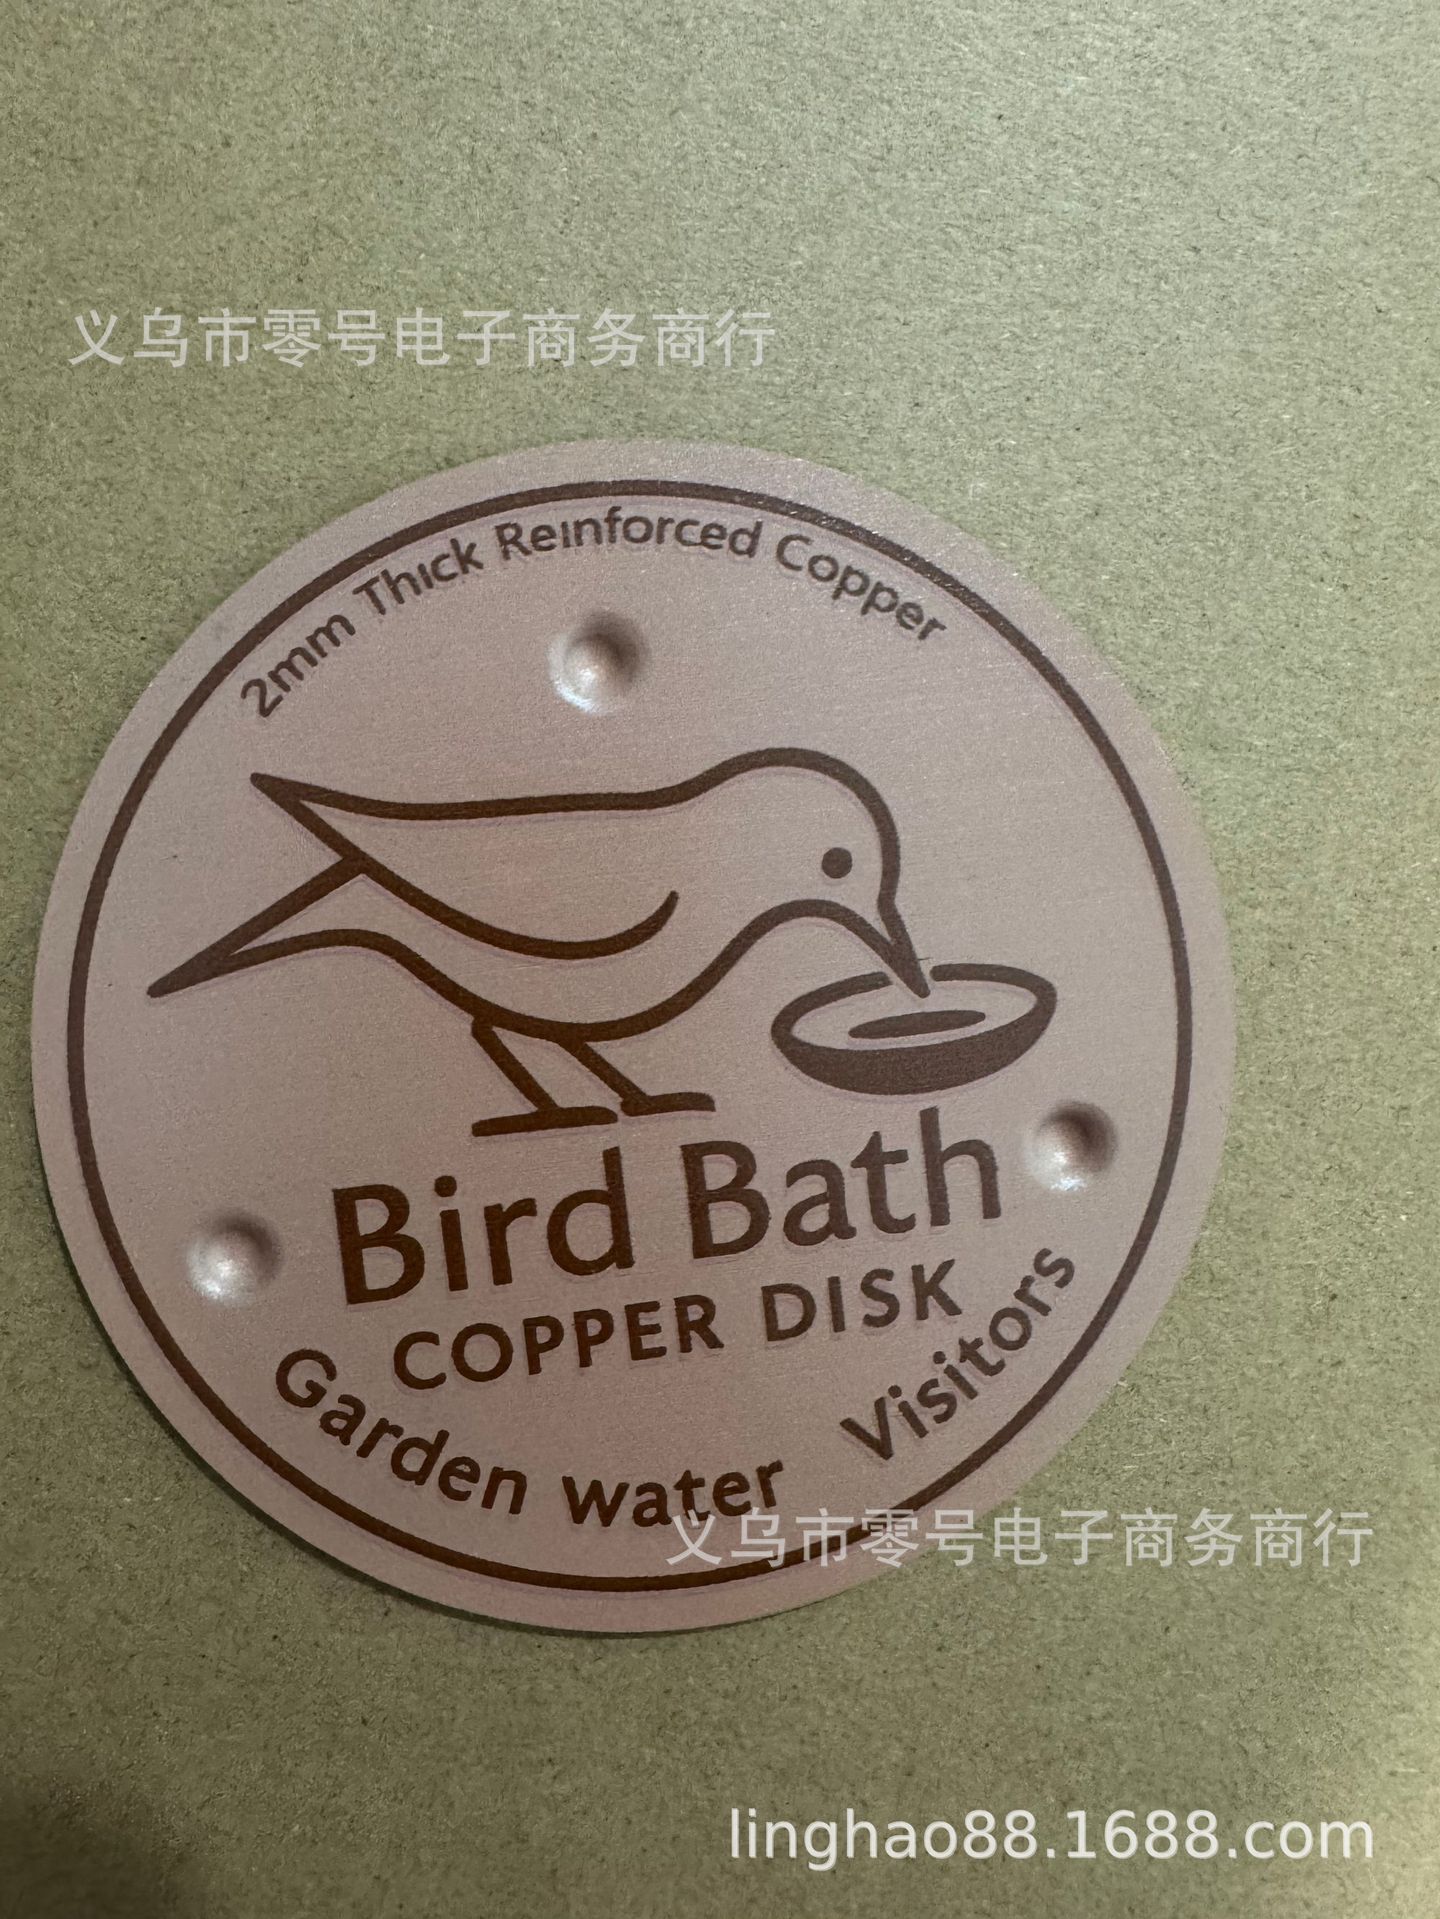 义乌市零号电子商务商行
2mm Thick Reinforced Copper
Bird Bath
COPPER DISK
Garden water Visitors
义乌市零号电子商务商行
linghao88.1688.com